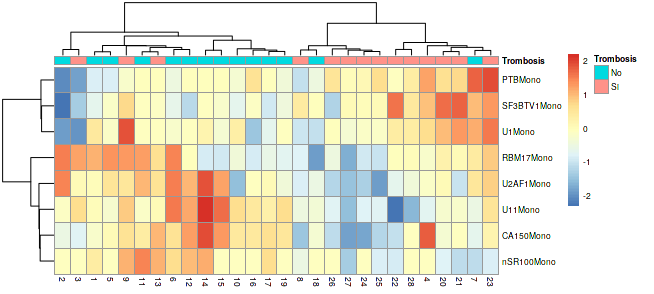 Trombosis
Trombosis
No
SI
PTBMono
SF3BTV1Mono
U1Mono
RBM17Mono
U2AF1Mono
U11Mono
CA150Mono
nSR100Mono
2
1
0
-1
-2
2 3 1 5 9 11 13 6 12 14 15 10 16 17 19 8 18 26 27 24 25 22 28 4 20 21 7 23